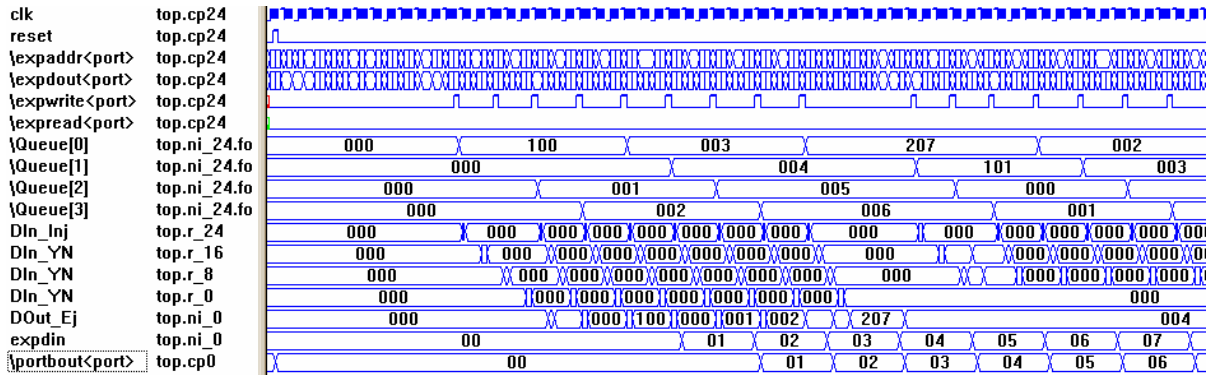 clk top.cp24
reset top.cp24
\expaddr<port> top.cp24
\expdout<port> top.cp24
\expwrite<port> top.cp24
\expread<port> top.cp24
\Queue[0] top.ni_24.fo 000 100 003 207 002
\Queue[1] top.ni_24.fo 000 004 101 003
\Queue[2] top.ni_24.fo 000 001 005 000
\Queue[3] top.ni_24.fo 000 002 006 001
DIn_Inj top.r_24 000 000 000 000 000 000 000 000 000 000 000 000 000 00
DIn_YN top.r_16 000 000 000 000 000 000 000 000 000 000 000 000 000
DIn_YN top.r_8 000 000 000 000 000 000 000 000 000 000 000 000 000
DIn_YN top.r_0 000 000 000 000 000 000 000 000 000
DOut_Ej top.ni_0 000 000 100 000 001 002 207 004
expdin top.ni_0 00 01 02 03 04 05 06 07
\portbout<port> top.cp0 00 01 02 03 04 05 06